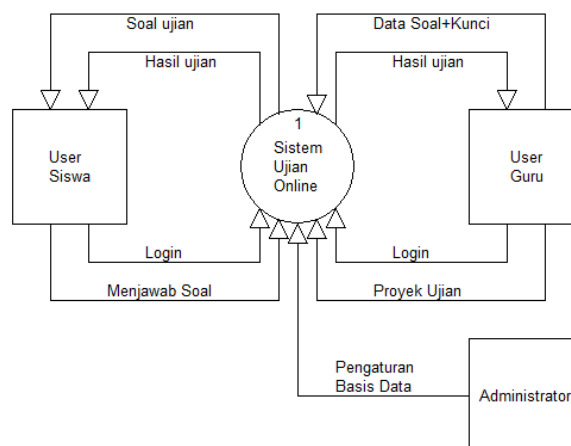 Soal ujian
Data Soal+Kunci
Hasil ujian
Hasil ujian
1
Sistem
Ujian
Online
User
Siswa
User
Guru
Login
Login
Menjawab Soal
Proyek Ujian
Pengaturan
Basis Data
Administrator